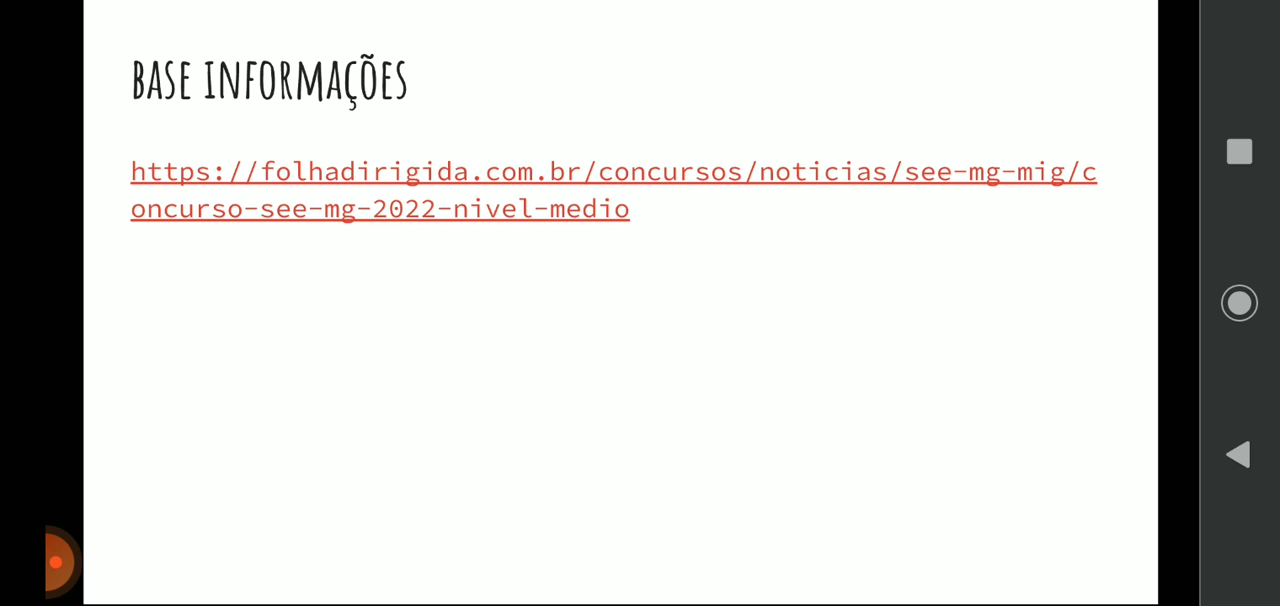 BASE INFORMAÇÕES
https://folhadirigida.com.br/concursos/noticias/see-mg-mig/c
oncurso-see-mg-2022-nivel-medio